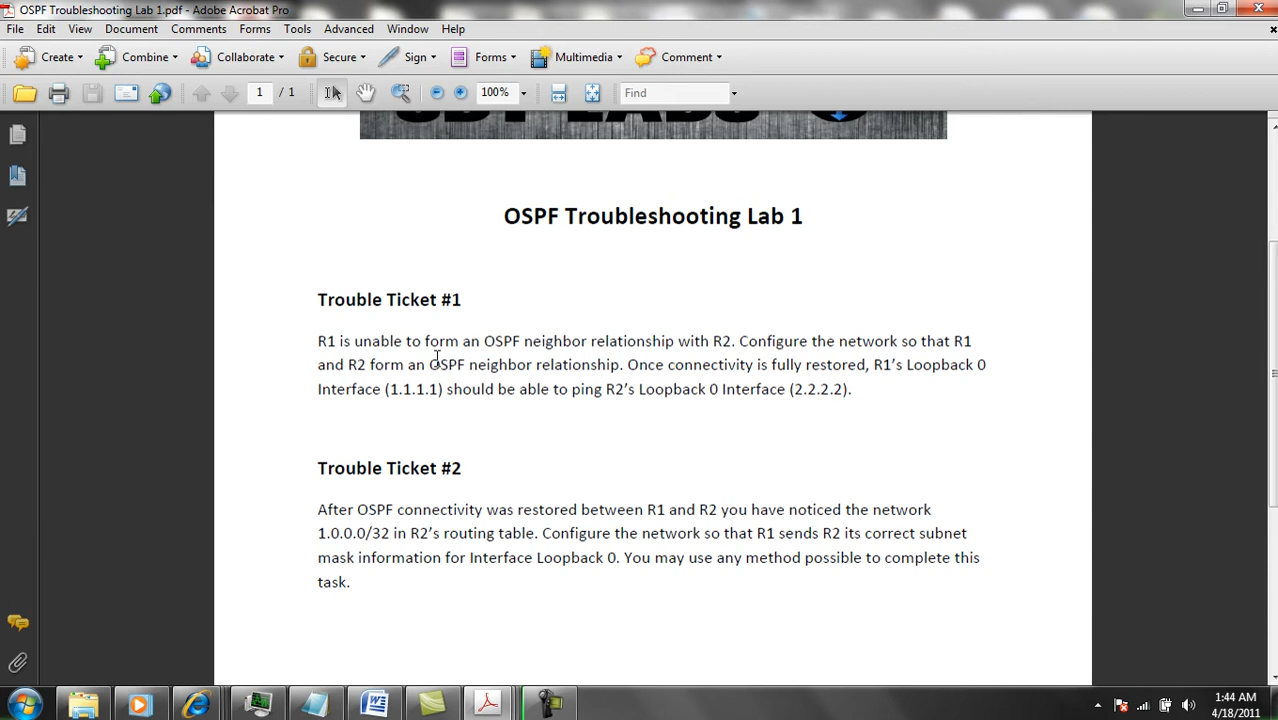 OSPF Troubleshooting Lab 1.pdf - Adobe Acrobat Pro
File Edit View Document Comments Forms Tools Advanced Window Help
Create Combine Collaborate Secure Sign Forms Multimedia Comment
1 / 1 100% Find
OSPF Troubleshooting Lab 1
Trouble Ticket #1
R1 is unable to form an OSPF neighbor relationship with R2. Configure the network so that R1
and R2 form an OSPF neighbor relationship. Once connectivity is fully restored, R1’s Loopback 0
Interface (1.1.1.1) should be able to ping R2’s Loopback 0 Interface (2.2.2.2).
Trouble Ticket #2
After OSPF connectivity was restored between R1 and R2 you have noticed the network
1.0.0.0/32 in R2’s routing table. Configure the network so that R1 sends R2 its correct subnet
mask information for Interface Loopback 0. You may use any method possible to complete this
task.
1:44 AM
4/18/2011